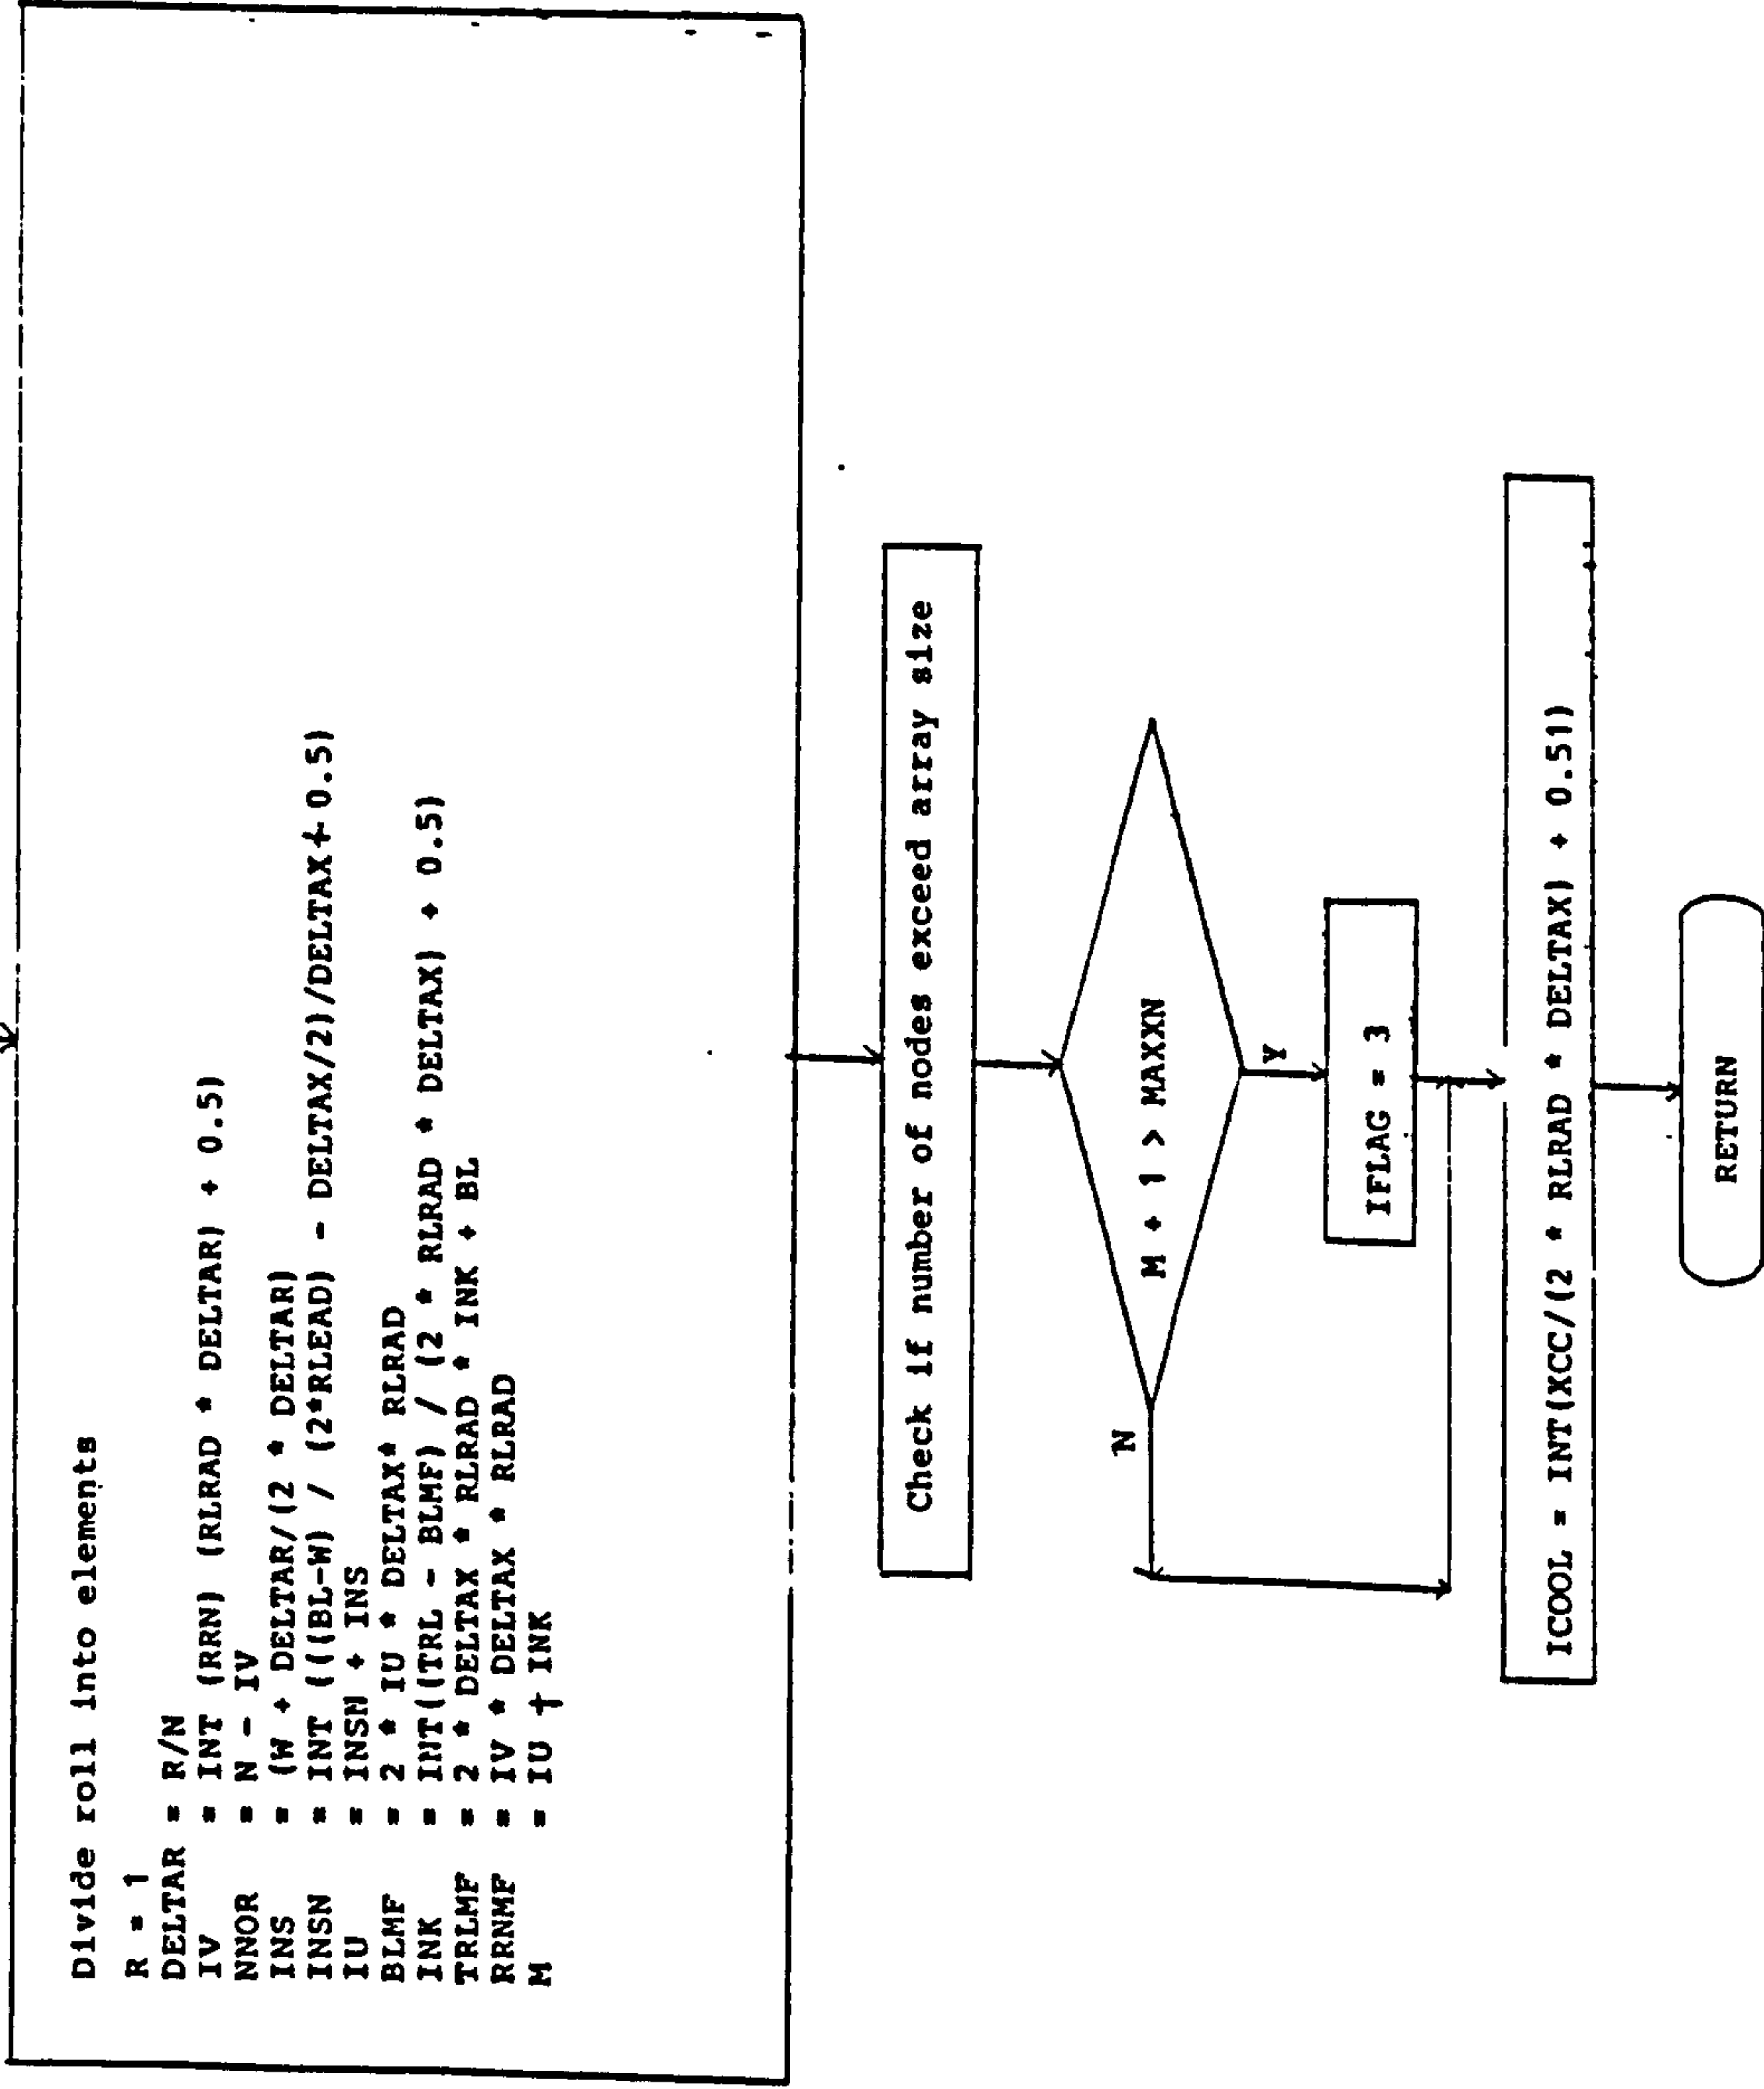 Divide roll into elements
R = 1
DELTAR = R/N
IV = INT (RRN) (RLRAD * DELTAR) + 0.5)
NNOR = N - IV
INS = (W + DELTAR/(2 * DELTAR)
INSN = INT (((BL-W) / (2*RLEAD) - DELTAX/2)/DELTAX + 0.5)
IU = INSN + INS
BLMF = 2 * IU * DELTAX* RLRAD
INK = INT((TRL - BLMF) / (2 * RLRAD * DELTAX) + 0.5)
TRLMF = 2 * DELTAX * RLRAD * INK + BL
RRNMF = IV * DELTAX * RLRAD
M = IU + INK
Check if number of nodes exceed array size
M + 1 > MAXXN
N
Y
IFLAG = 3
ICOOL = INT(XCC/(2 * RLRAD * DELTAX) + 0.51)
RETURN